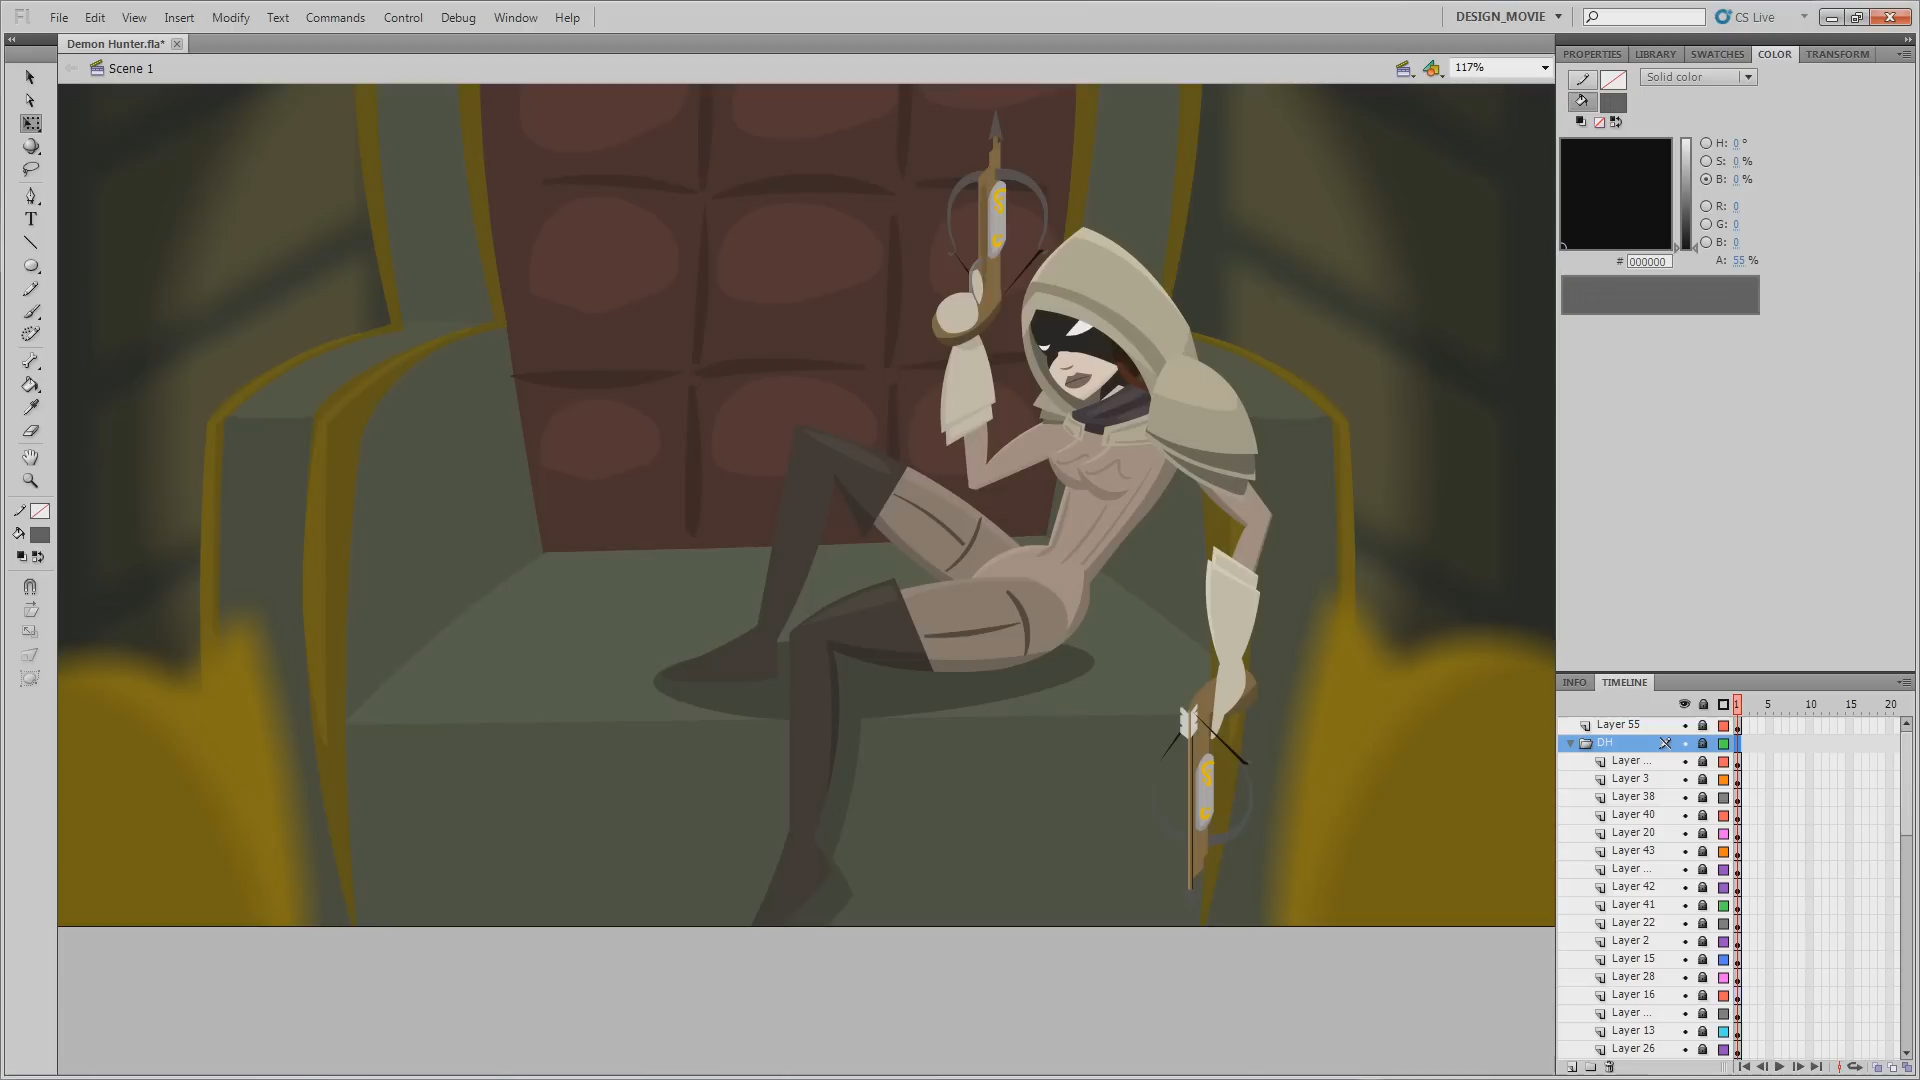 Fl File Edit View Insert Modify Text Commands Control Debug Window Help DESIGN_MOVIE CS Live
Demon Hunter.fla*
Scene 1 117%
PROPERTIES LIBRARY SWATCHES COLOR TRANSFORM
Solid color
H: 0 °
S: 0 %
B: 0 %
R: 0
G: 0
B: 0
# 000000 A: 55 %
T
INFO TIMELINE
1 5 10 15 20
Layer 55
DH
Layer ...
Layer 3
Layer 38
Layer 40
Layer 20
Layer 43
Layer ...
Layer 42
Layer 41
Layer 22
Layer 2
Layer 15
Layer 28
Layer 16
Layer ...
Layer 13
Layer 26